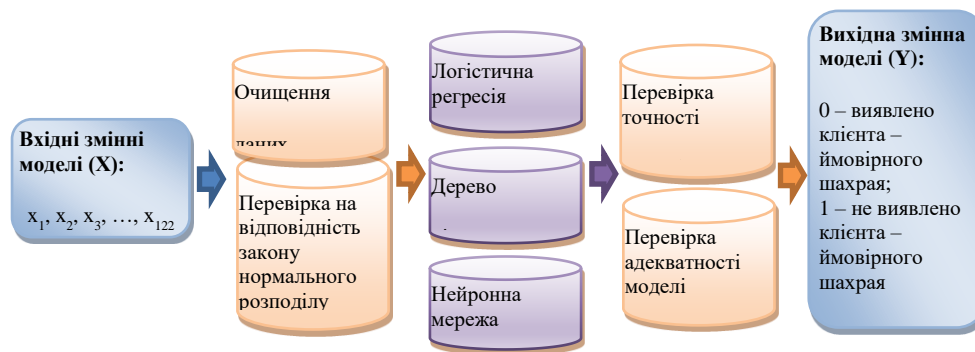 Вхідні змінні
моделі (X):
x1, x2, x3, …, x122
Очищення
даних
Перевірка на
відповідність
закону
нормального
розподілу
Логістична
регресія
Дерево
Нейронна
мережа
Перевірка
точності
Перевірка
адекватності
моделі
Вихідна змінна
моделі (Y):
0 – виявлено
клієнта –
ймовірного
шахрая;
1 – не виявлено
клієнта –
ймовірного
шахрая